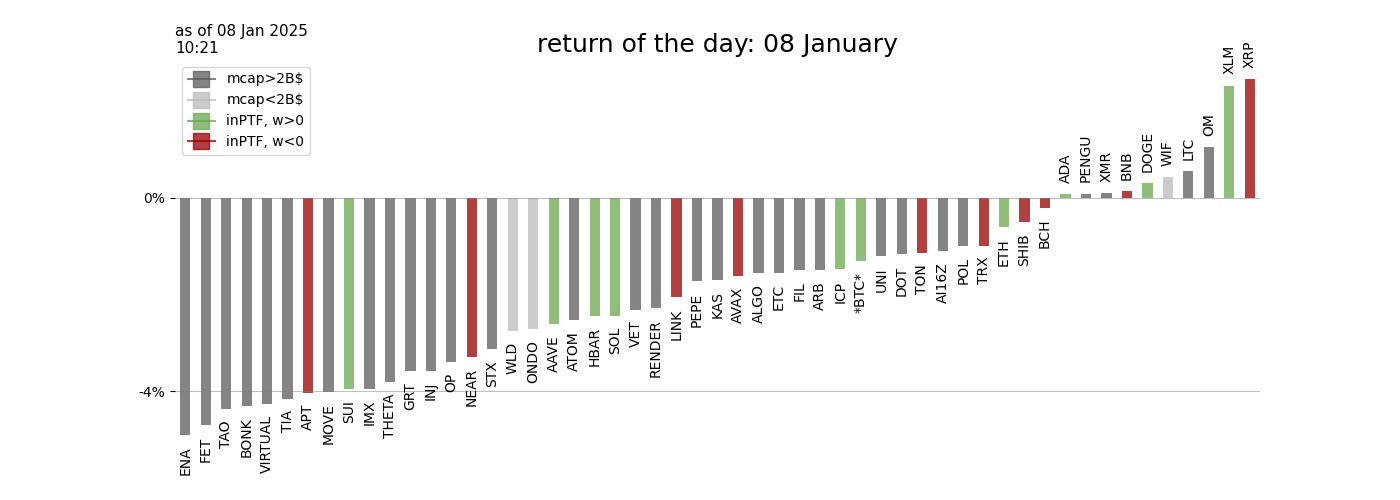 as of 08 Jan 2025
10:21
return of the day: 08 January
mcap>2B$
mcap<2B$
inPTF, w>0
inPTF, w<0
0%
-4%
ENA
FET
TAO
BONK
VIRTUAL
TIA
APT
MOVE
SUI
IMX
THETA
GRT
INJ
OP
NEAR
STX
WLD
ONDO
AAVE
ATOM
HBAR
SOL
VET
RENDER
LINK
PEPE
KAS
AVAX
ALGO
ETC
FIL
ARB
ICP
*BTC*
UNI
DOT
TON
AI16Z
POL
TRX
ETH
SHIB
BCH
ADA
PENGU
XMR
BNB
DOGE
WIF
LTC
OM
XLM
XRP